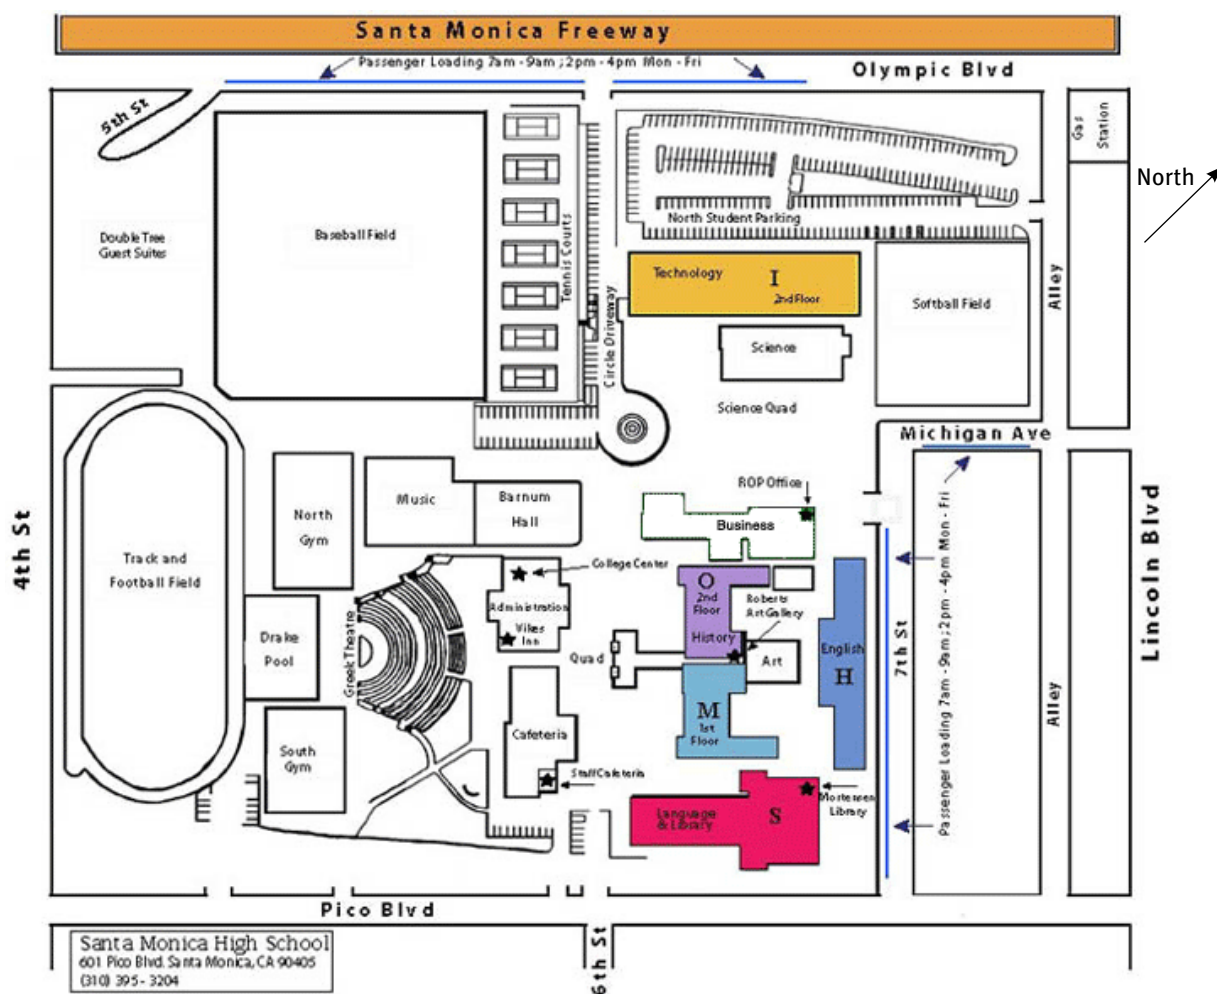 Santa Monica Freeway
Passenger Loading 7am - 9am ; 2pm - 4pm Mon - Fri
Olympic Blvd
5th St
Gas
Station
North
North Student Parking
Double Tree
Guest Suites
Baseball Field
Tennis Courts
Circle Driveway
Technology
I
2nd Floor
Softball Field
Alley
Science
Science Quad
Michigan Ave
4th St
Track and
Football Field
North
Gym
Music
Barnum
Hall
ROP Office
Business
College Center
Administration
Vikes
Inn
O
2nd
Floor
History
Roberts
Art Gallery
Art
English
H
7th St
Passenger Loading 7am - 9am ; 2pm - 4pm Mon - Fri
Lincoln Blvd
Alley
Drake
Pool
Greek Theatre
Quad
M
1st
Floor
South
Gym
Cafeteria
Staff Cafeteria
Language
& Library
S
Mortensen
Library
Pico Blvd
6th St
Santa Monica High School
601 Pico Blvd. Santa Monica, CA 90405
(310) 395 - 3204